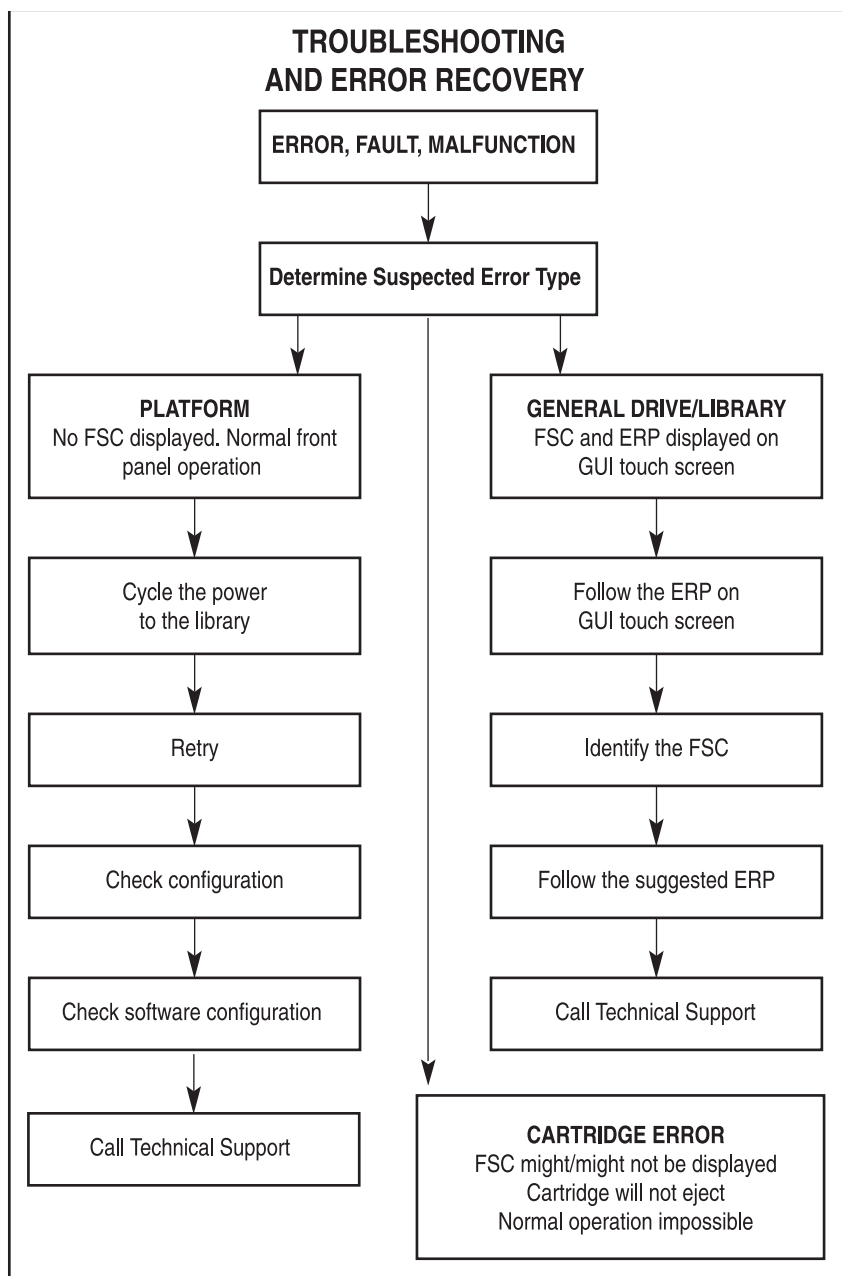 TROUBLESHOOTING
AND ERROR RECOVERY
ERROR, FAULT, MALFUNCTION
Determine Suspected Error Type
PLATFORM
No FSC displayed. Normal front
panel operation
Cycle the power
to the library
Retry
Check configuration
Check software configuration
Call Technical Support
GENERAL DRIVE/LIBRARY
FSC and ERP displayed on
GUI touch screen
Follow the ERP on
GUI touch screen
Identify the FSC
Follow the suggested ERP
Call Technical Support
CARTRIDGE ERROR
FSC might/might not be displayed
Cartridge will not eject
Normal operation impossible